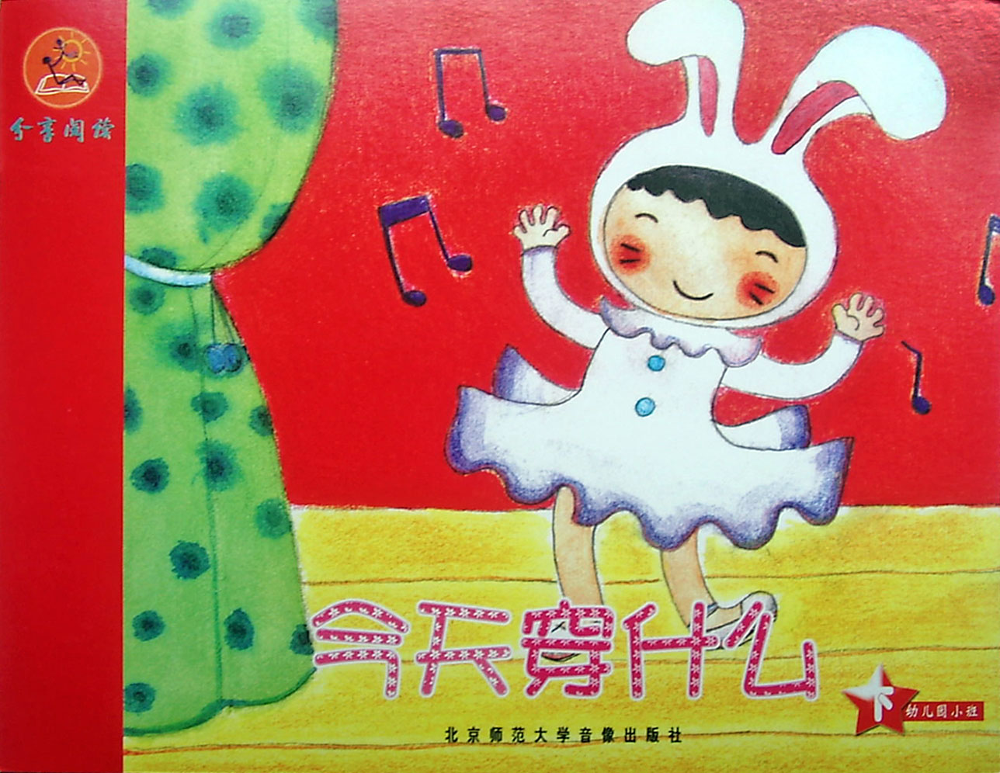 分享阅读
今天穿什么
下
幼儿园小班
北京师范大学音像出版社